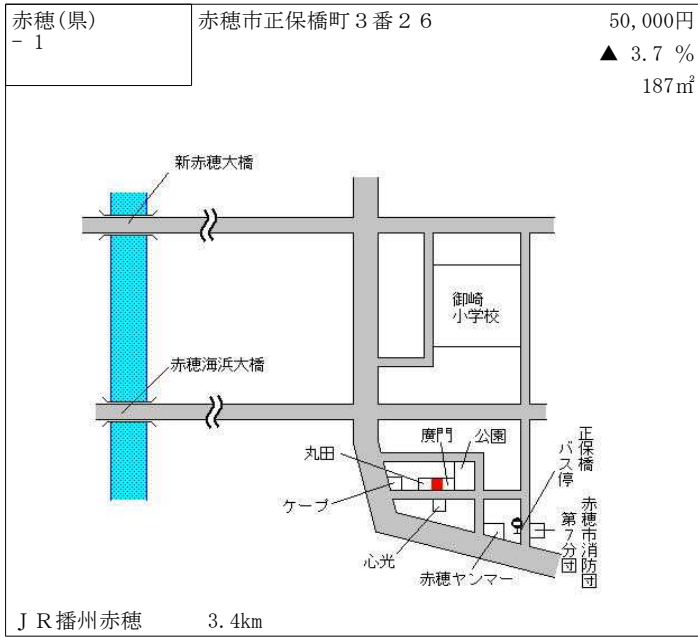 赤穂(県)
- 1
赤穂市正保橋町３番２６
50,000円
▲ 3.7 %
187㎡
新赤穂大橋
御崎
小学校
赤穂海浜大橋
丸田
廣門
公園
正保橋
バス停
ケーブ
心光
赤穂ヤンマー
赤穂市消防団
第７分団
ＪＲ播州赤穂
3.4km